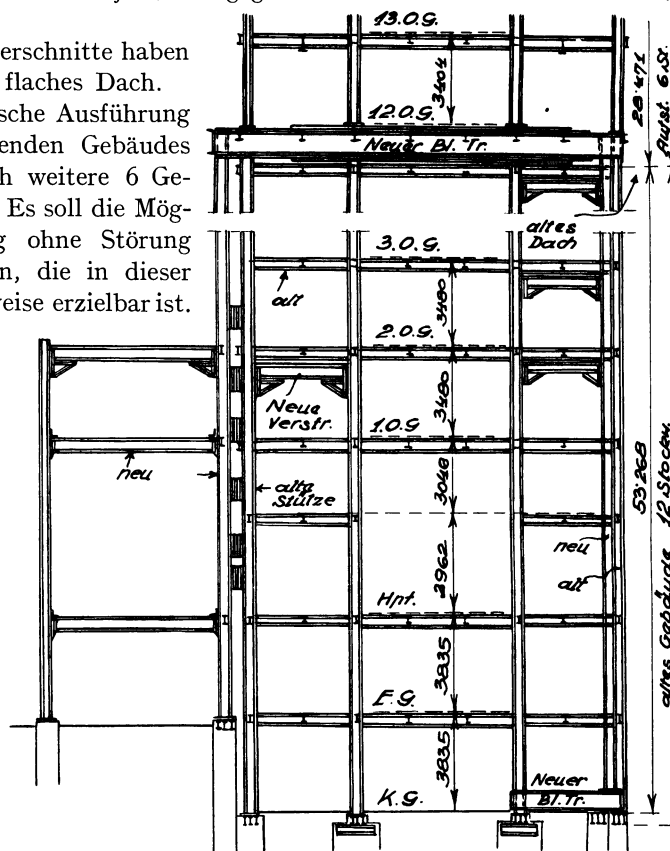 erschnitte haben
flaches Dach.
sche Ausführung
enden Gebäudes
h weitere 6 Ge-
Es soll die Mög-
g ohne Störung
n, die in dieser
eise erzielbar ist.
13.O.G.
3404
12.O.G.
Neuer Bl. Tr.
28·471
6 St.
altes
Dach
3.O.G.
alt
3480
2.O.G.
3480
Neue
Verstr.
1.O.G
neu
alte
Stütze
3048
2962
neu
alt
53·268
altes Gebäude 12 Stockw.
Hpt.
3835
E.G.
3835
K.G.
Neuer
Bl. Tr.